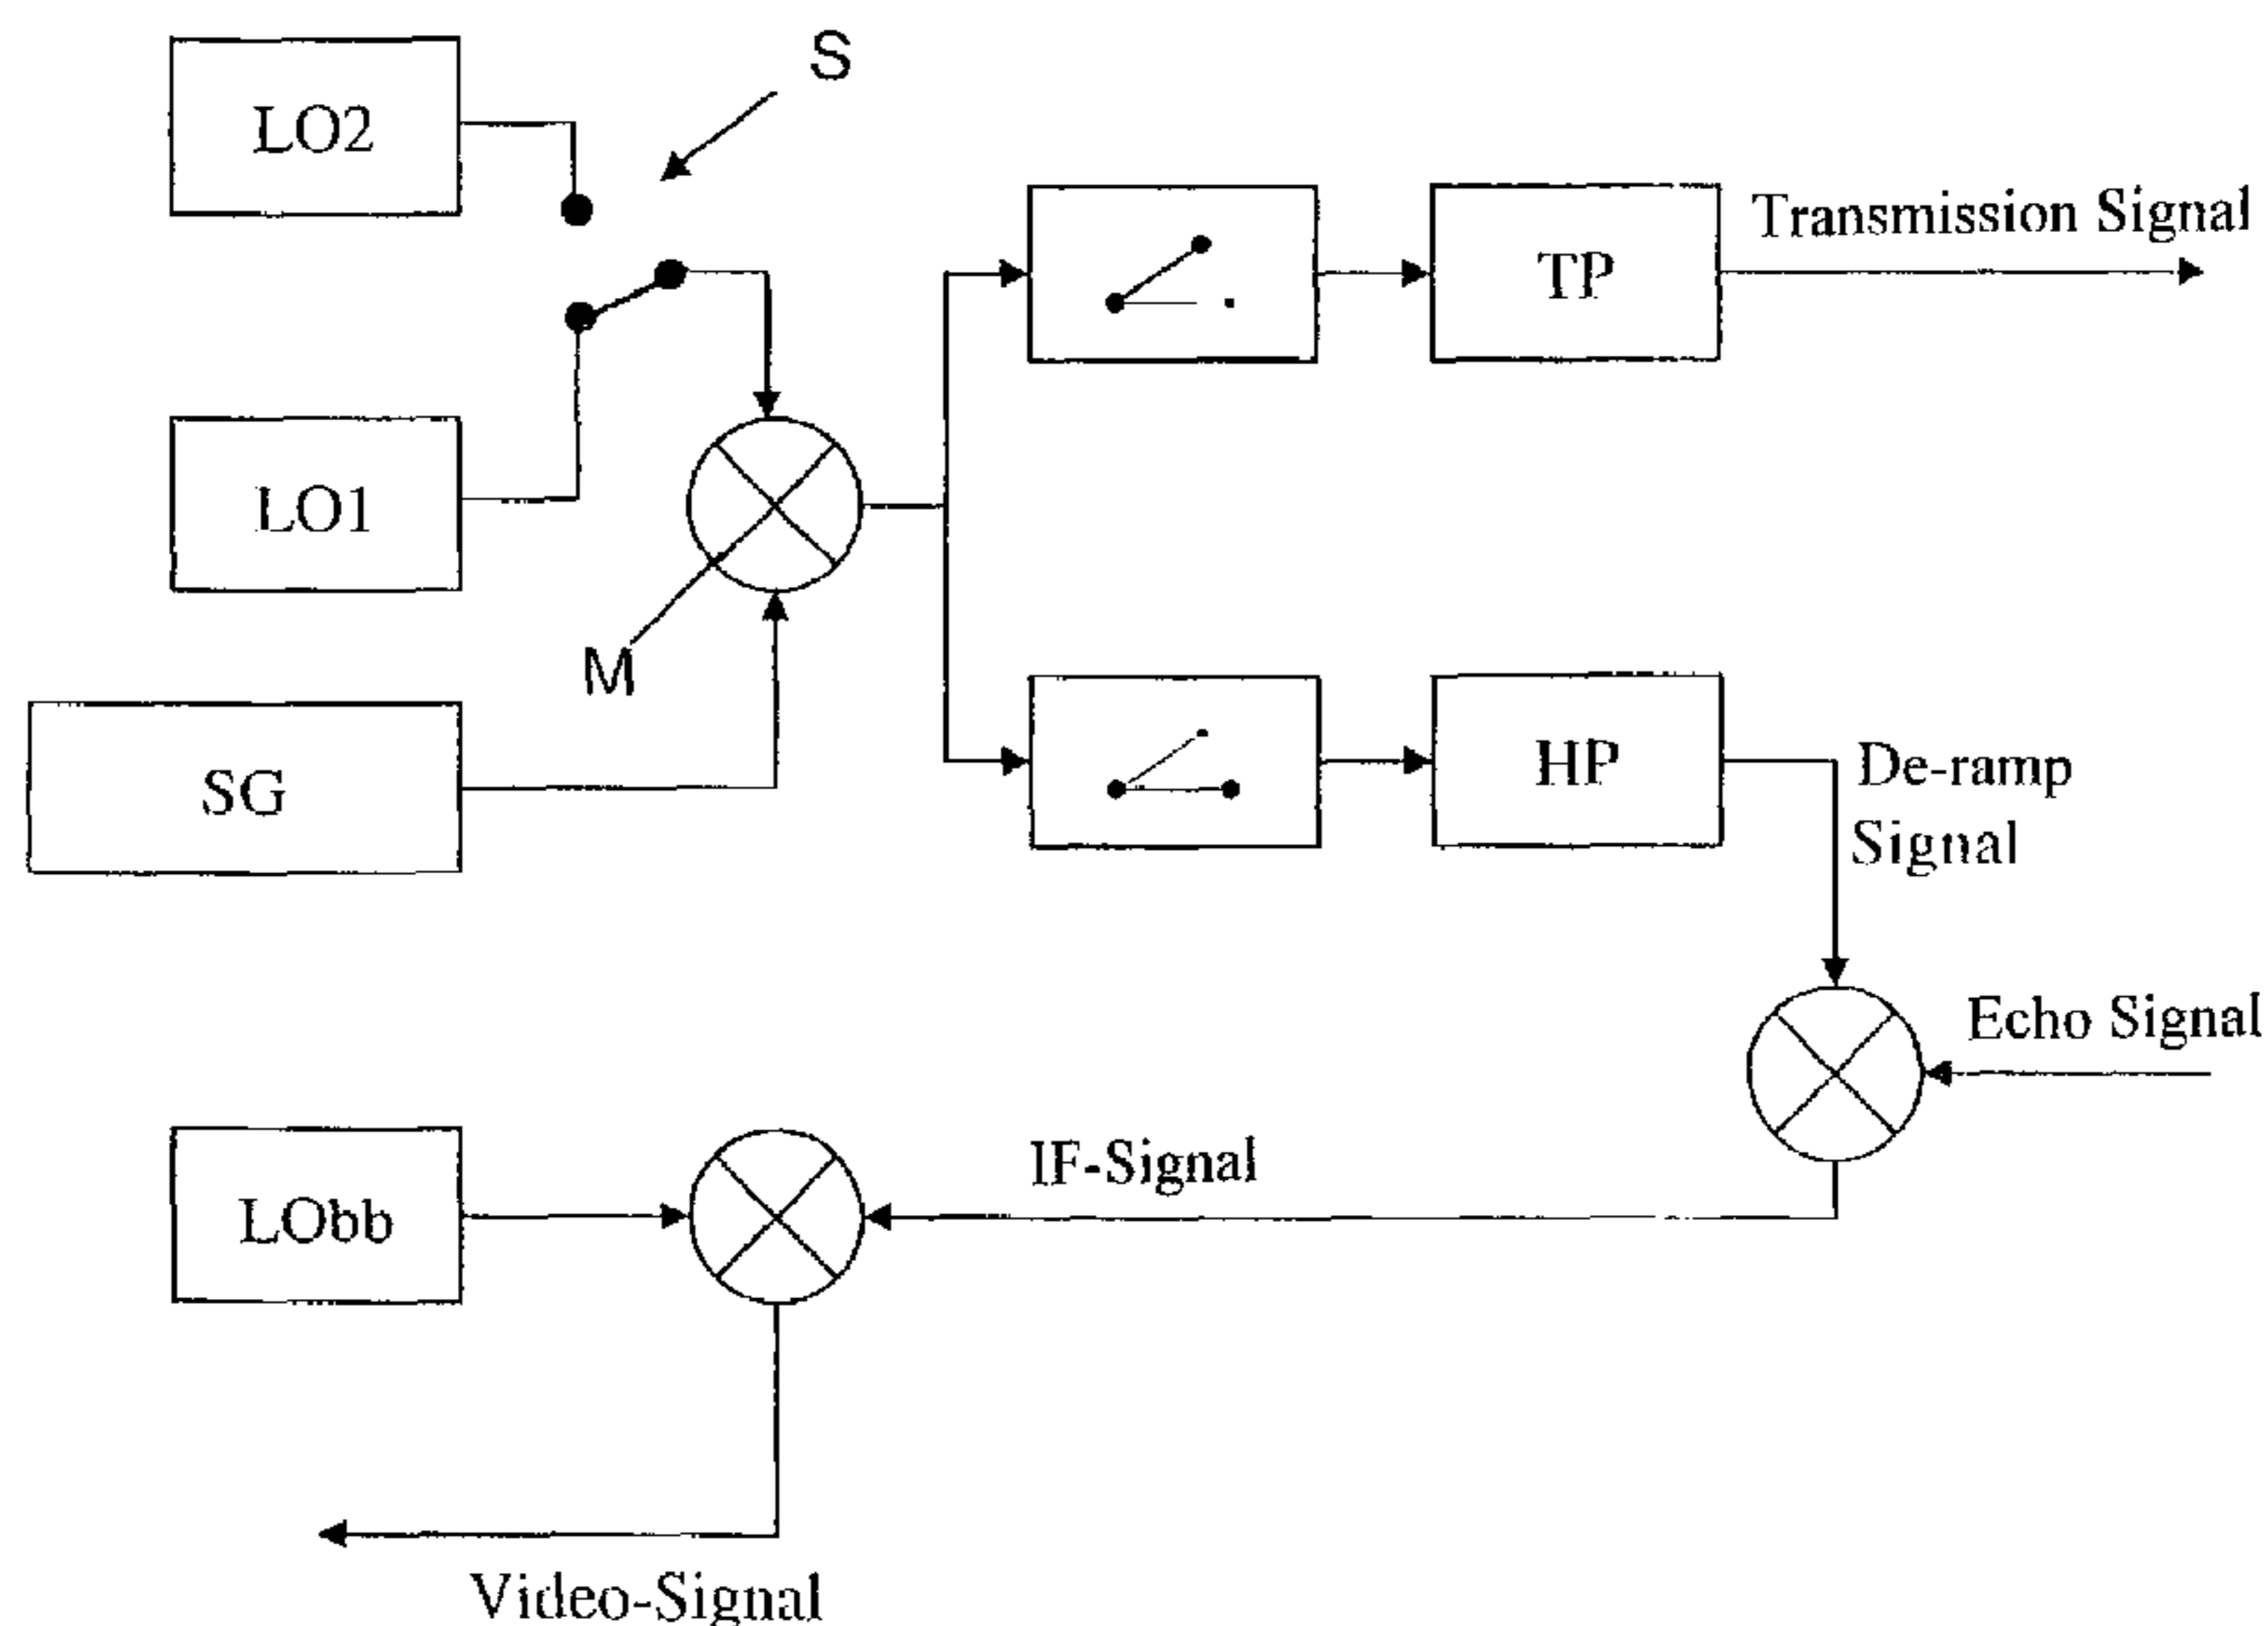 S
LO2
Transmission Signal
TP
LO1
M
SG
HP
De-ramp
Signal
Echo Signal
IF-Signal
LObb
Video-Signal